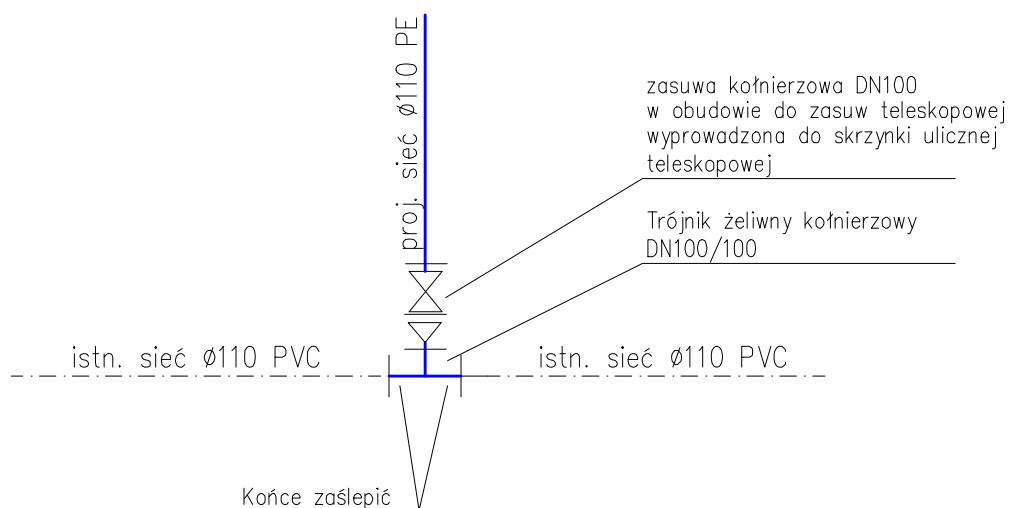 proj. sieć ø110 PE
zasuwa kołnierzowa DN100
w obudowie do zasuw teleskopowej
wyprowadzona do skrzynki ulicznej
teleskopowej
Trójnik żeliwny kołnierzowy
DN100/100
istn. sieć ø110 PVC
istn. sieć ø110 PVC
Końce zaślepić